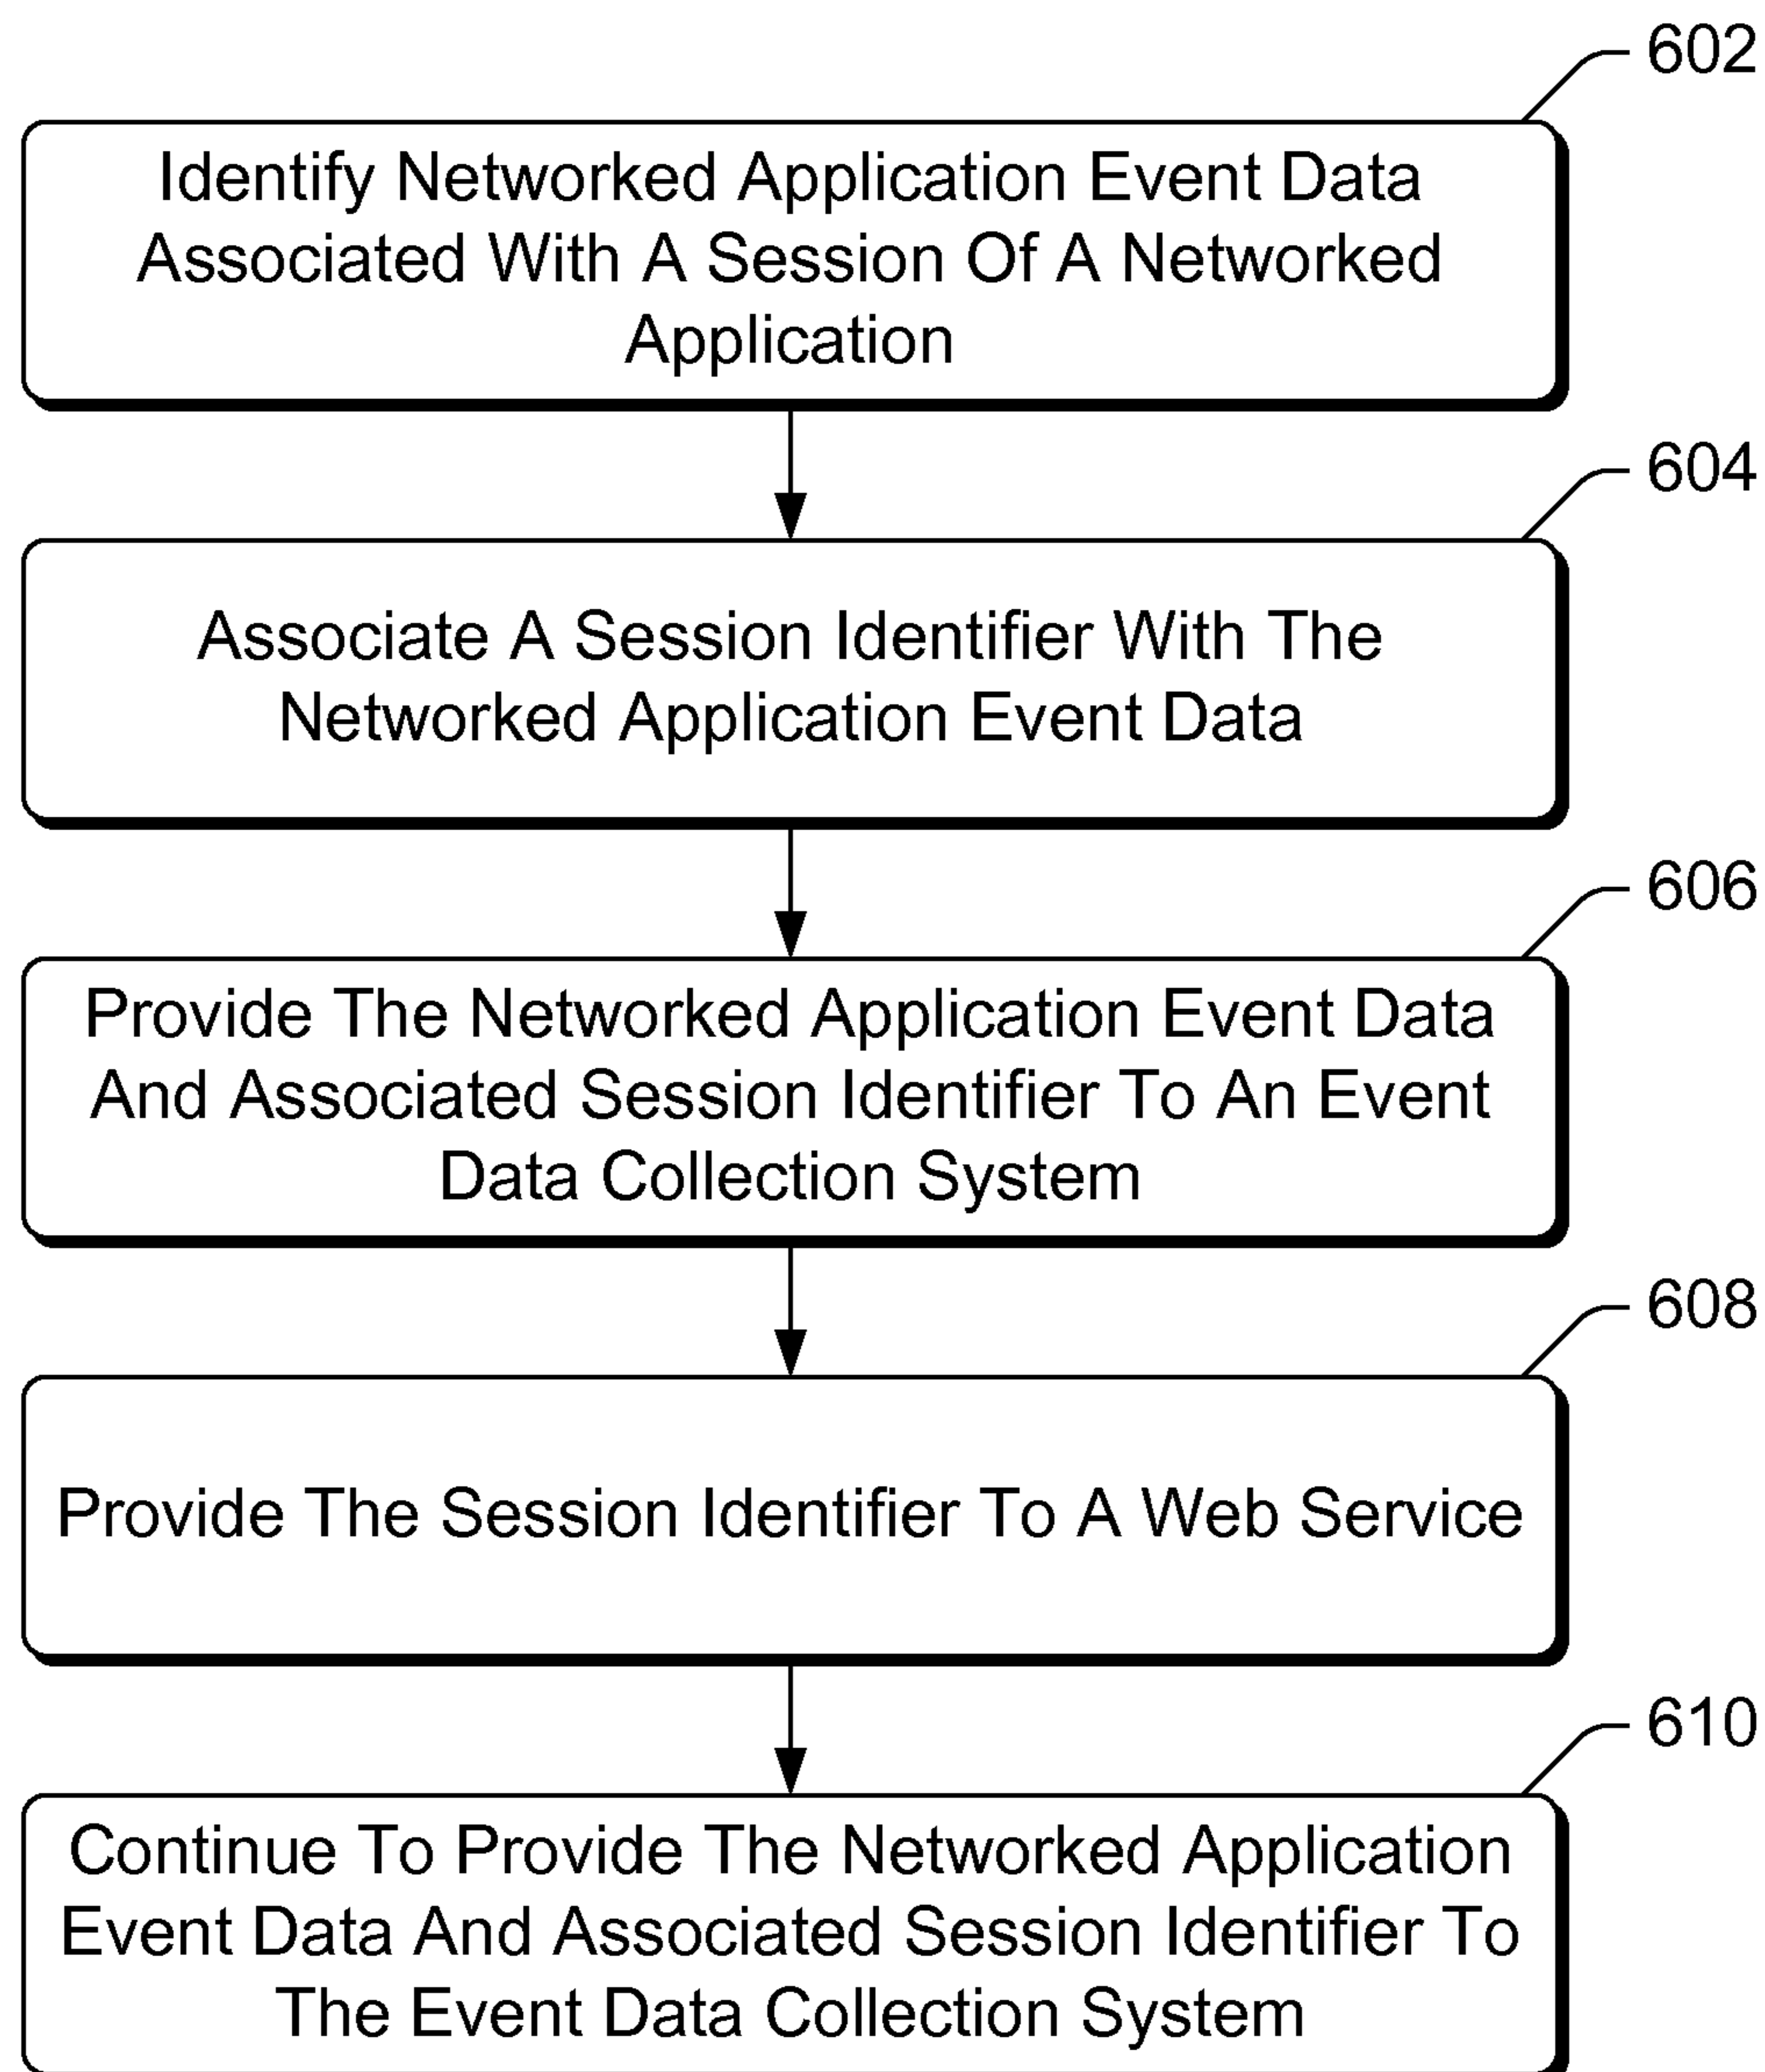 602
Identify Networked Application Event Data
Associated With A Session Of A Networked
Application
604
Associate A Session Identifier With The
Networked Application Event Data
606
Provide The Networked Application Event Data
And Associated Session Identifier To An Event
Data Collection System
608
Provide The Session Identifier To A Web Service
610
Continue To Provide The Networked Application
Event Data And Associated Session Identifier To
The Event Data Collection System